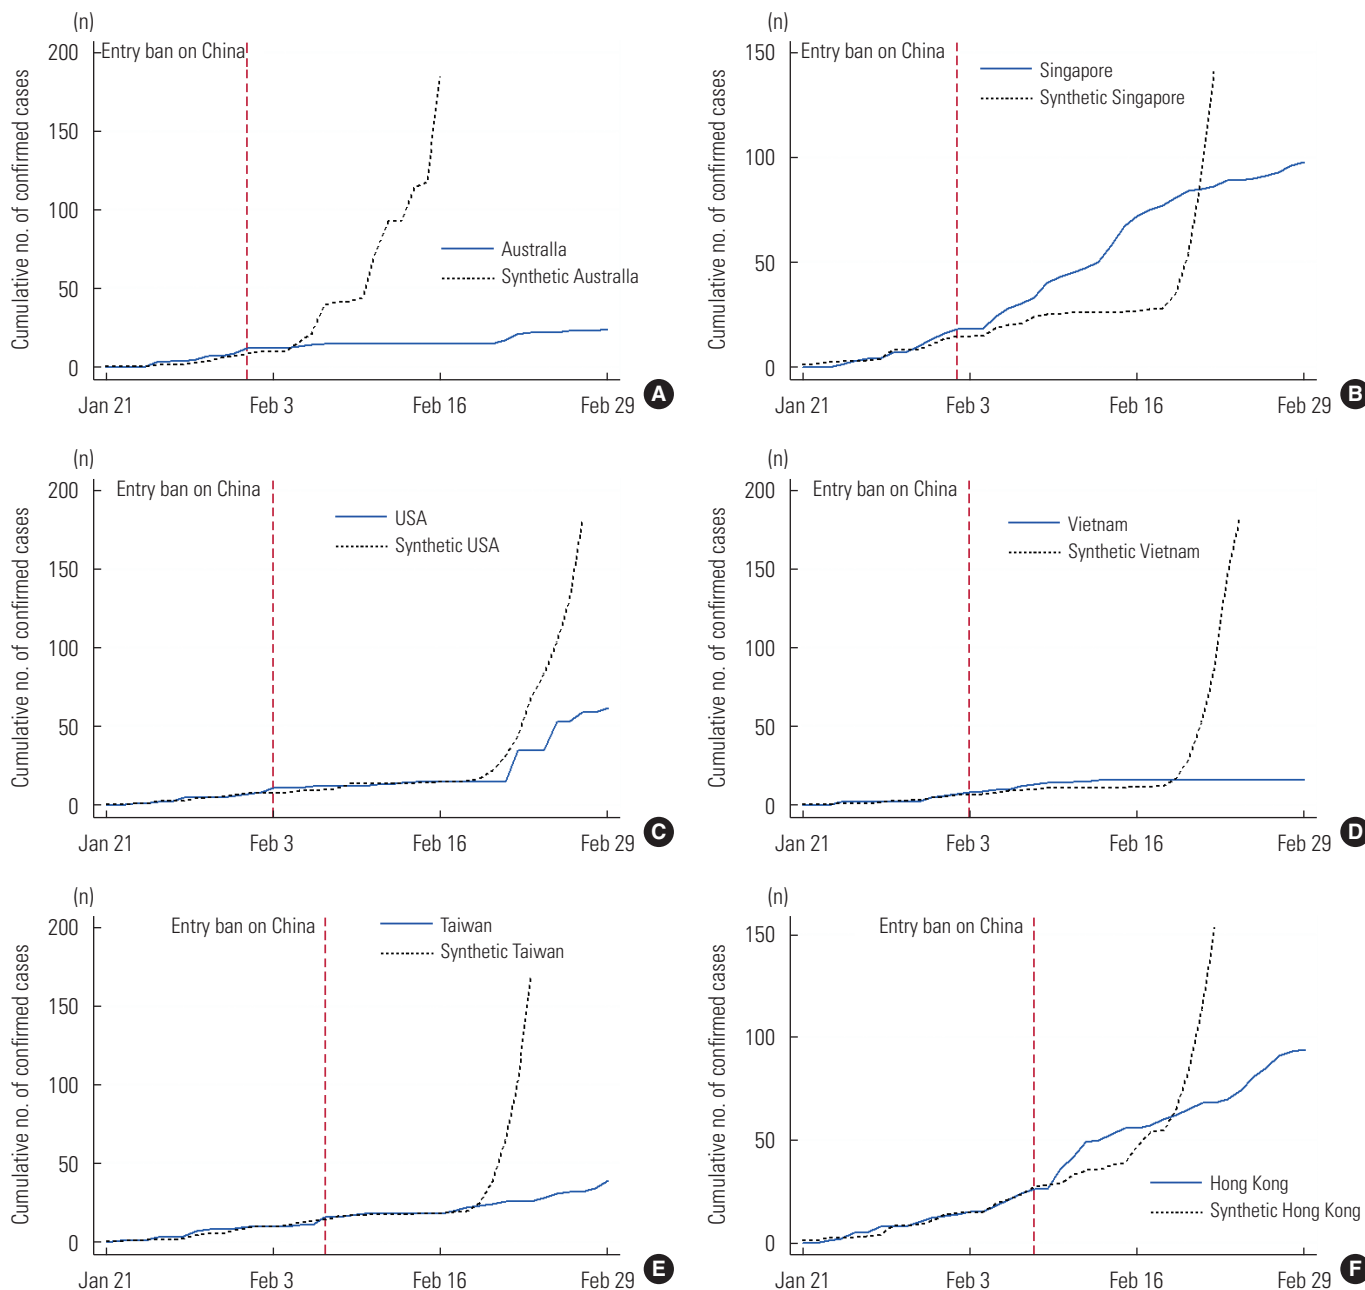 (n)
200
150
100
50
0
Cumulative no. of confirmed cases
Entry ban on China
Australla
Synthetic Australla
Jan 21
Feb 3
Feb 16
Feb 29
A
(n)
150
100
50
0
Entry ban on China
Singapore
Synthetic Singapore
Jan 21
Feb 3
Feb 16
Feb 29
B
(n)
200
150
100
50
0
Cumulative no. of confirmed cases
Entry ban on China
USA
Synthetic USA
Jan 21
Feb 3
Feb 16
Feb 29
C
(n)
200
150
100
50
0
Cumulative no. of confirmed cases
Entry ban on China
Vietnam
Synthetic Vietnam
Jan 21
Feb 3
Feb 16
Feb 29
D
(n)
200
150
100
50
0
Cumulative no. of confirmed cases
Entry ban on China
Taiwan
Synthetic Taiwan
Jan 21
Feb 3
Feb 16
Feb 29
E
(n)
150
100
50
0
Cumulative no. of confirmed cases
Entry ban on China
Hong Kong
Synthetic Hong Kong
Jan 21
Feb 3
Feb 16
Feb 29
F
Cumulative no. of confirmed cases